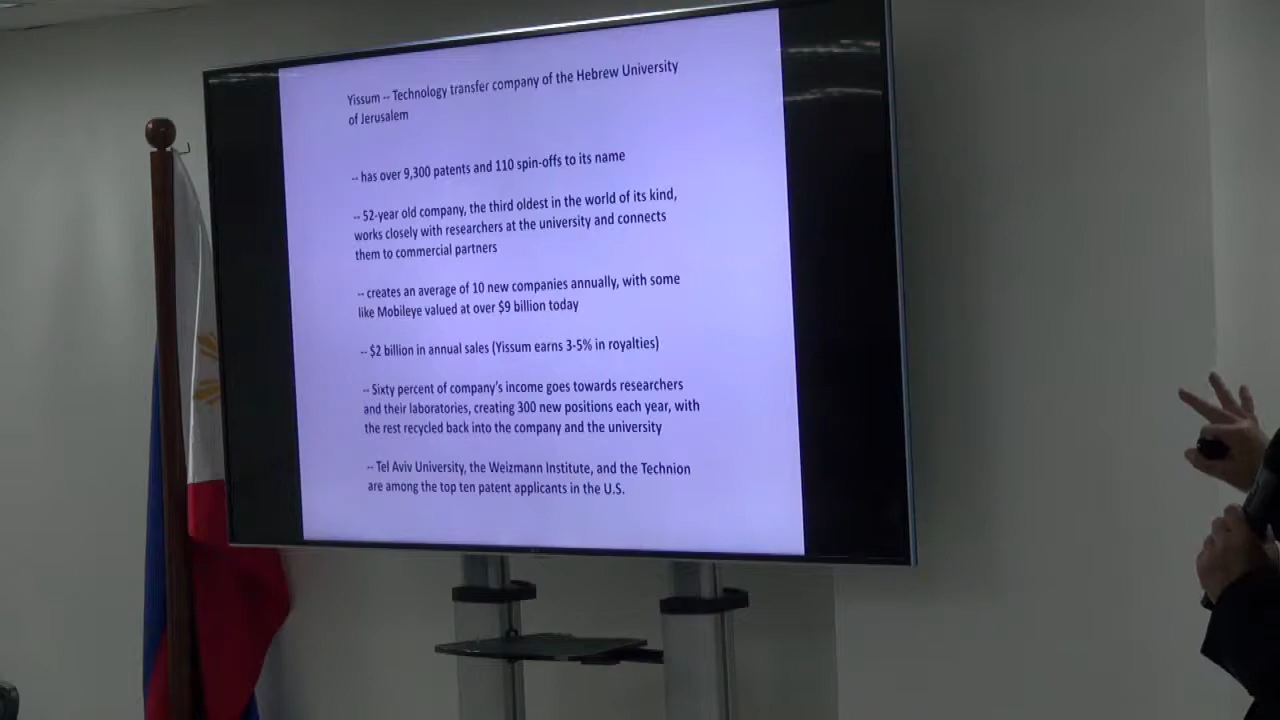 Yissum -- Technology transfer company of the Hebrew University
of Jerusalem
-- has over 9,300 patents and 110 spin-offs to its name
-- 52-year old company, the third oldest in the world of its kind,
works closely with researchers at the university and connects
them to commercial partners
-- creates an average of 10 new companies annually, with some
like Mobileye valued at over $9 billion today
-- $2 billion in annual sales (Yissum earns 3-5% in royalties)
-- Sixty percent of company's income goes towards researchers
and their laboratories, creating 300 new positions each year, with
the rest recycled back into the company and the university
-- Tel Aviv University, the Weizmann Institute, and the Technion
are among the top ten patent applicants in the U.S.